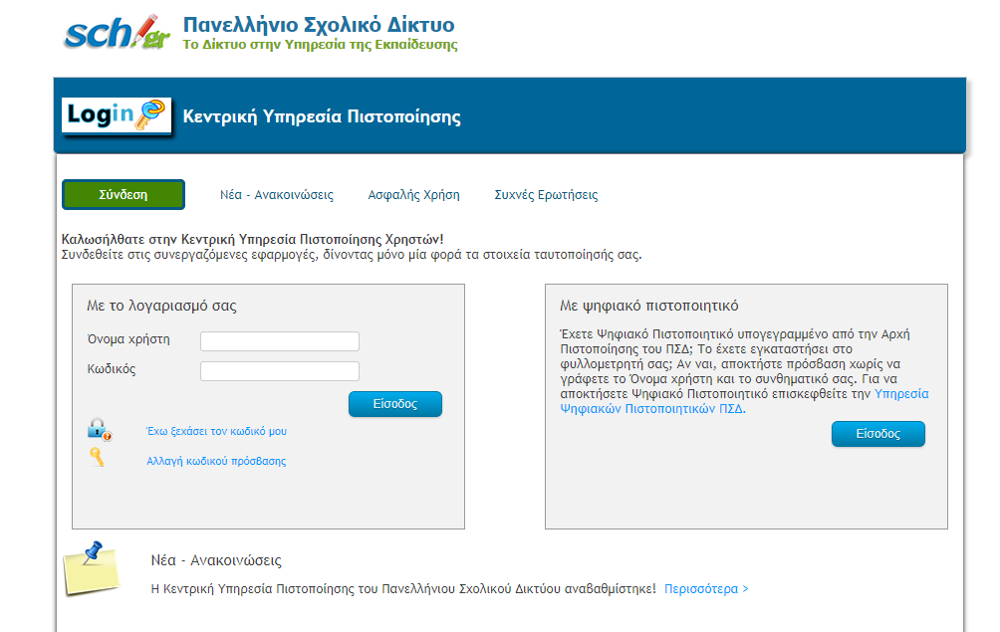 sch.gr Πανελλήνιο Σχολικό Δίκτυο
Το Δίκτυο στην Υπηρεσία της Εκπαίδευσης
Login Κεντρική Υπηρεσία Πιστοποίησης
Σύνδεση Νέα - Ανακοινώσεις Ασφαλής Χρήση Συχνές Ερωτήσεις
Καλωσήλθατε στην Κεντρική Υπηρεσία Πιστοποίησης Χρηστών!
Συνδεθείτε στις συνεργαζόμενες εφαρμογές, δίνοντας μόνο μία φορά τα στοιχεία ταυτοποίησής σας.
Με το λογαριασμό σας
Όνομα χρήστη
Κωδικός
Είσοδος
Έχω ξεχάσει τον κωδικό μου
Αλλαγή κωδικού πρόσβασης
Με ψηφιακό πιστοποιητικό
Έχετε Ψηφιακό Πιστοποιητικό υπογεγραμμένο από την Αρχή
Πιστοποίησης του ΠΣΔ; Το έχετε εγκαταστήσει στο
φυλλομετρητή σας; Αν ναι, αποκτήστε πρόσβαση χωρίς να
γράφετε το Όνομα χρήστη και το συνθηματικό σας. Για να
αποκτήσετε Ψηφιακό Πιστοποιητικό επισκεφθείτε την Υπηρεσία
Ψηφιακών Πιστοποιητικών ΠΣΔ.
Είσοδος
Νέα - Ανακοινώσεις
Η Κεντρική Υπηρεσία Πιστοποίησης του Πανελλήνιου Σχολικού Δικτύου αναβαθμίστηκε! Περισσότερα >